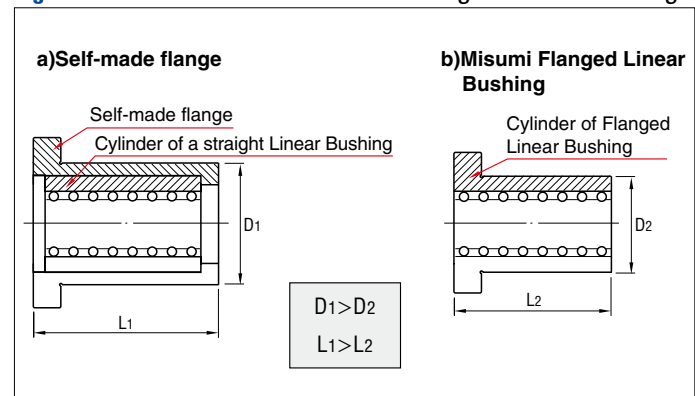 a)Self-made flange
Self-made flange
Cylinder of a straight Linear Bushing
D1
L1
D1>D2
L1>L2
b)Misumi Flanged Linear
Bushing
Cylinder of Flanged
Linear Bushing
D2
L2